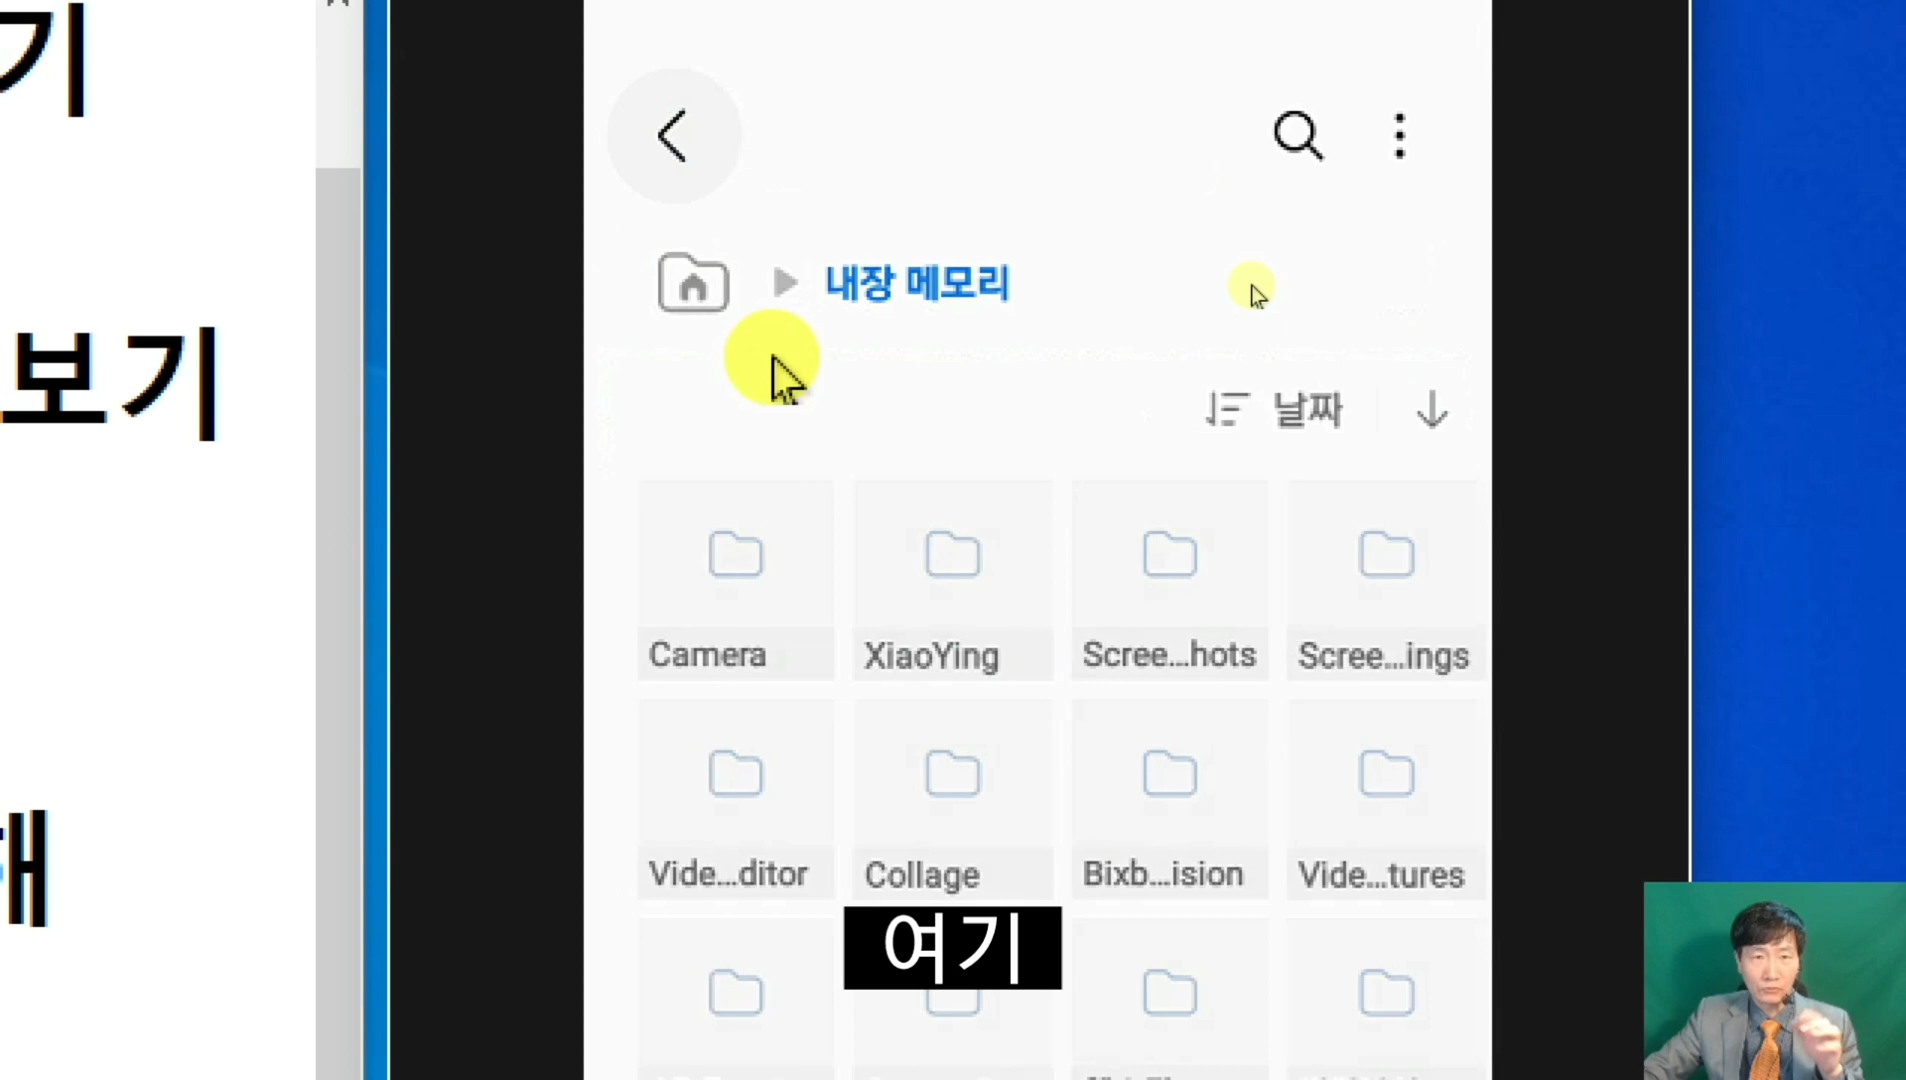 기
보기
해
내장 메모리
날짜
Camera
XiaoYing
Scree...hots
Scree...ings
Vide...ditor
Collage
Bixb...ision
Vide...tures
여기